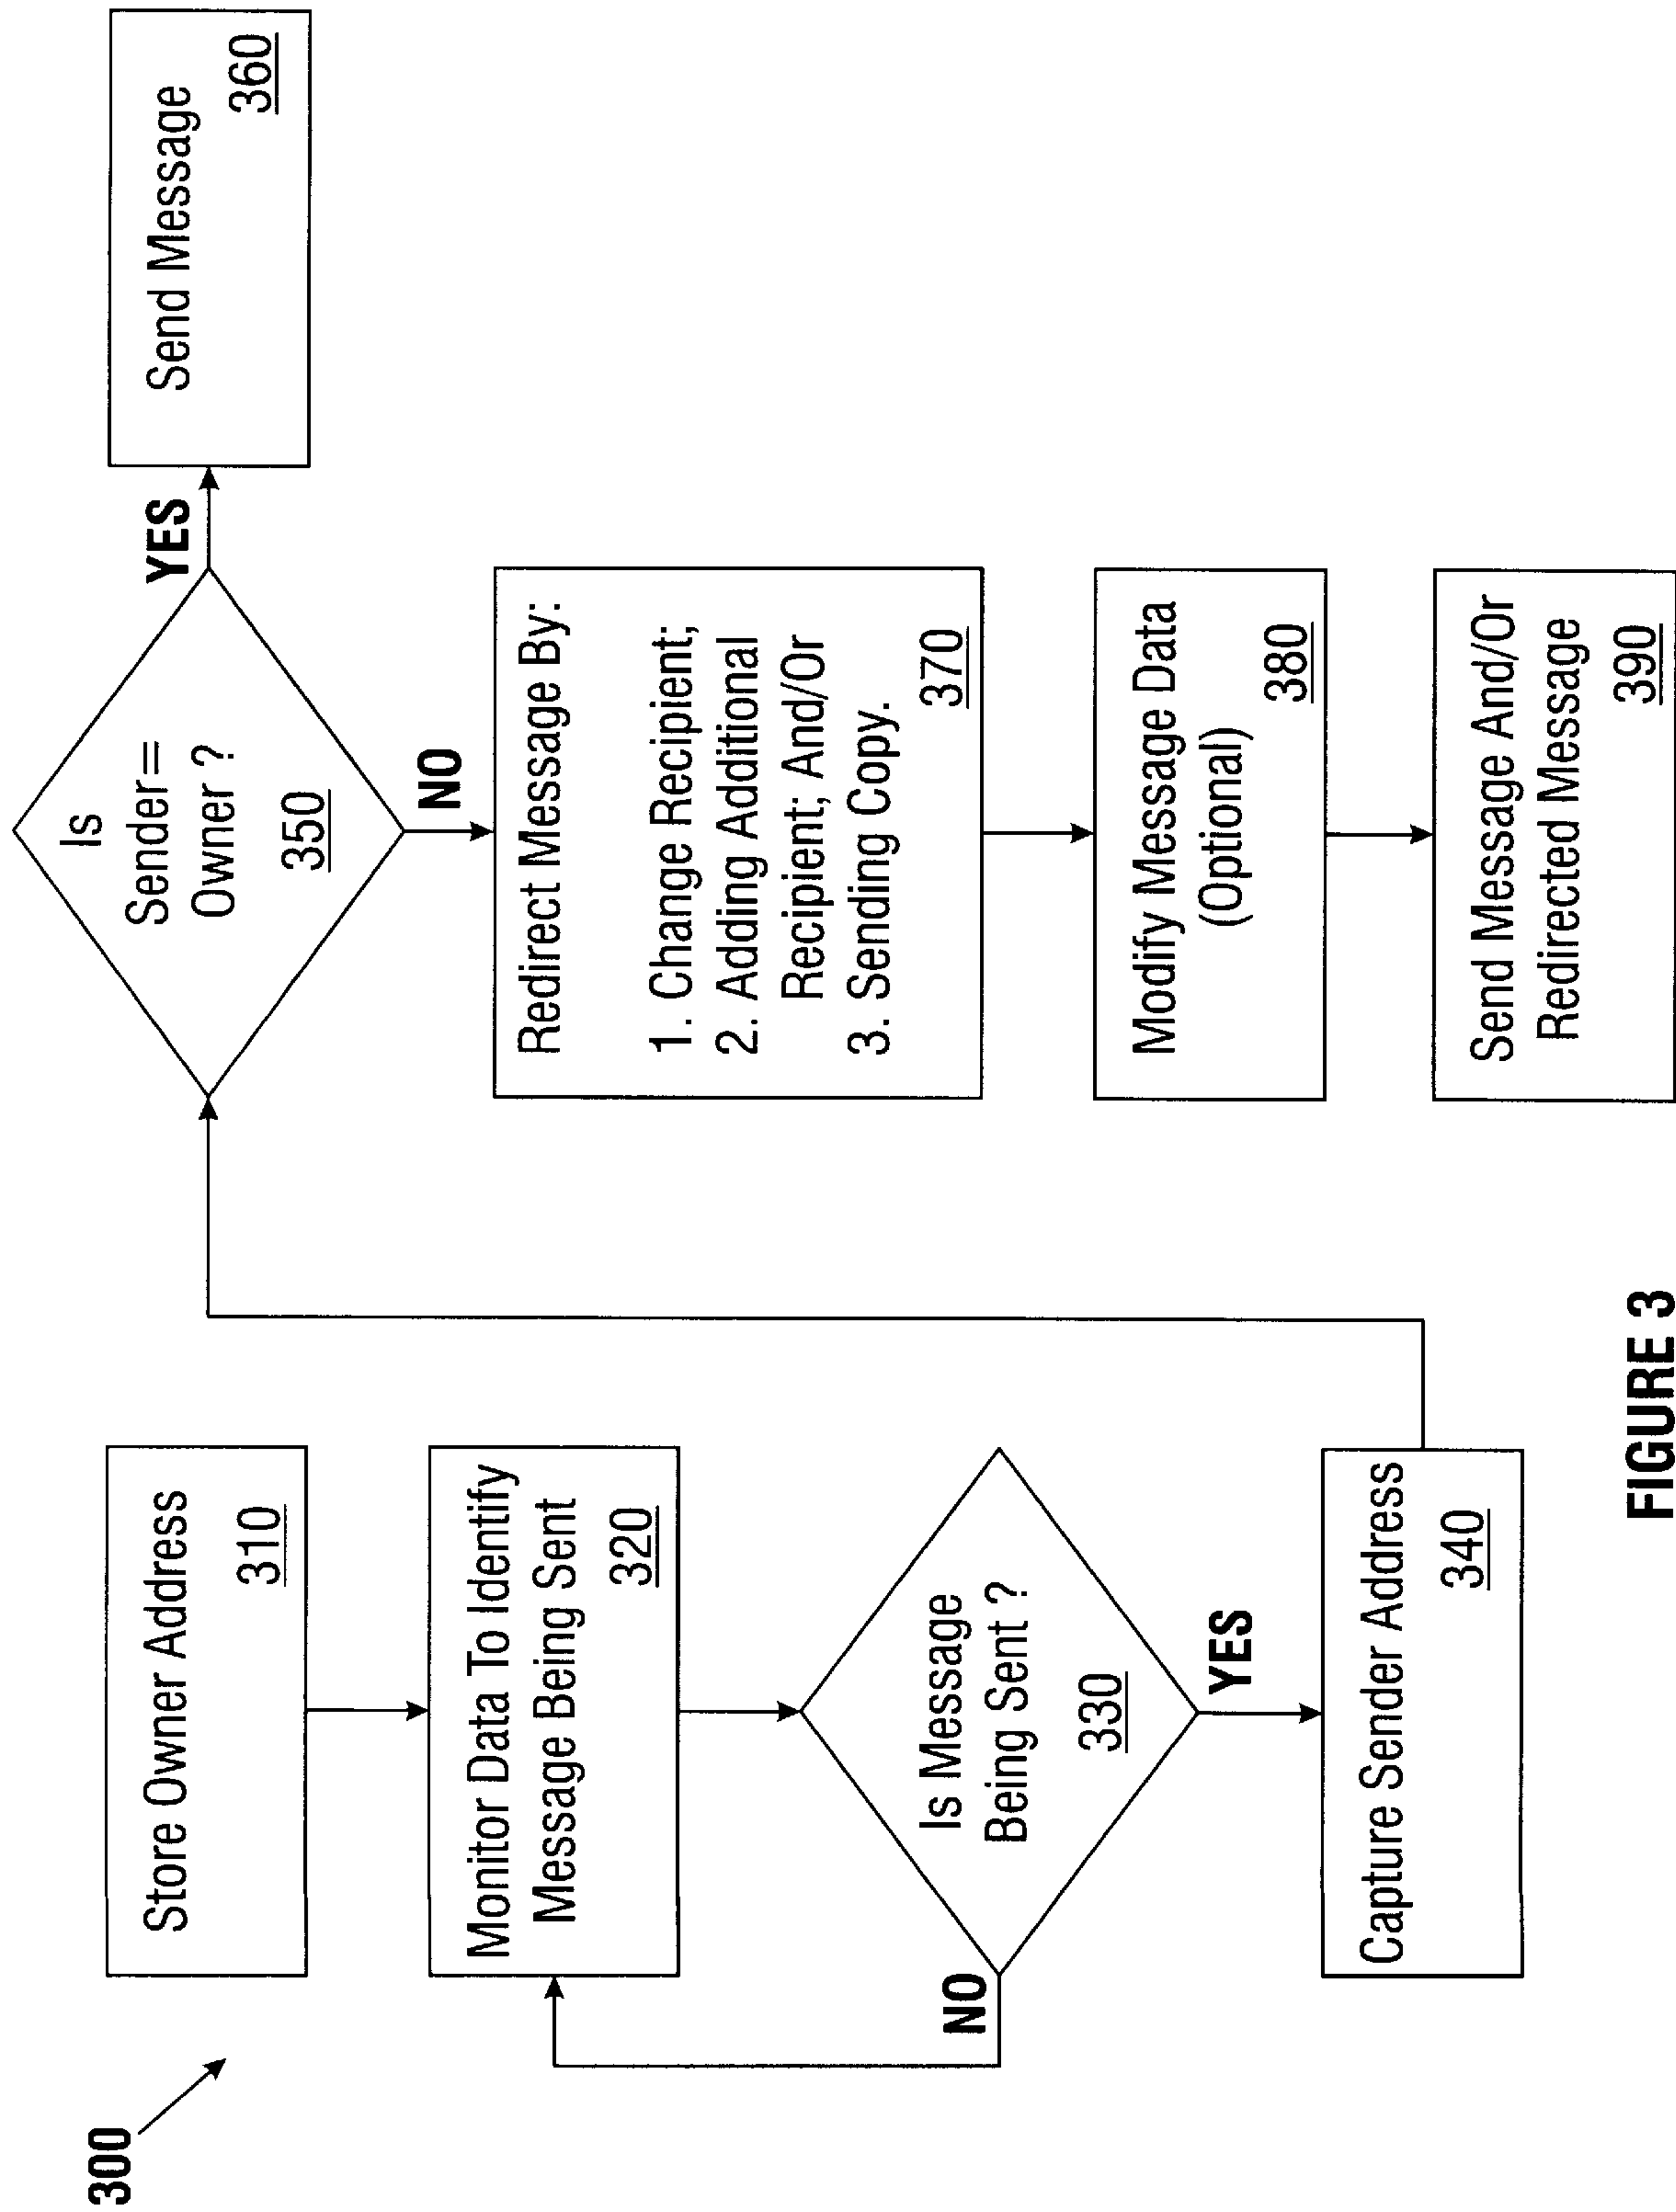 300
Store Owner Address
310
Monitor Data To Identify
Message Being Sent
320
Is Message
Being Sent ?
330
NO
YES
Capture Sender Address
340
Is
Sender=
Owner ?
350
YES
Send Message
360
NO
Redirect Message By:
1. Change Recipient;
2. Adding Additional
Recipient; And/Or
3. Sending Copy.
370
Modify Message Data
(Optional)
380
Send Message And/Or
Redirected Message
390
FIGURE 3